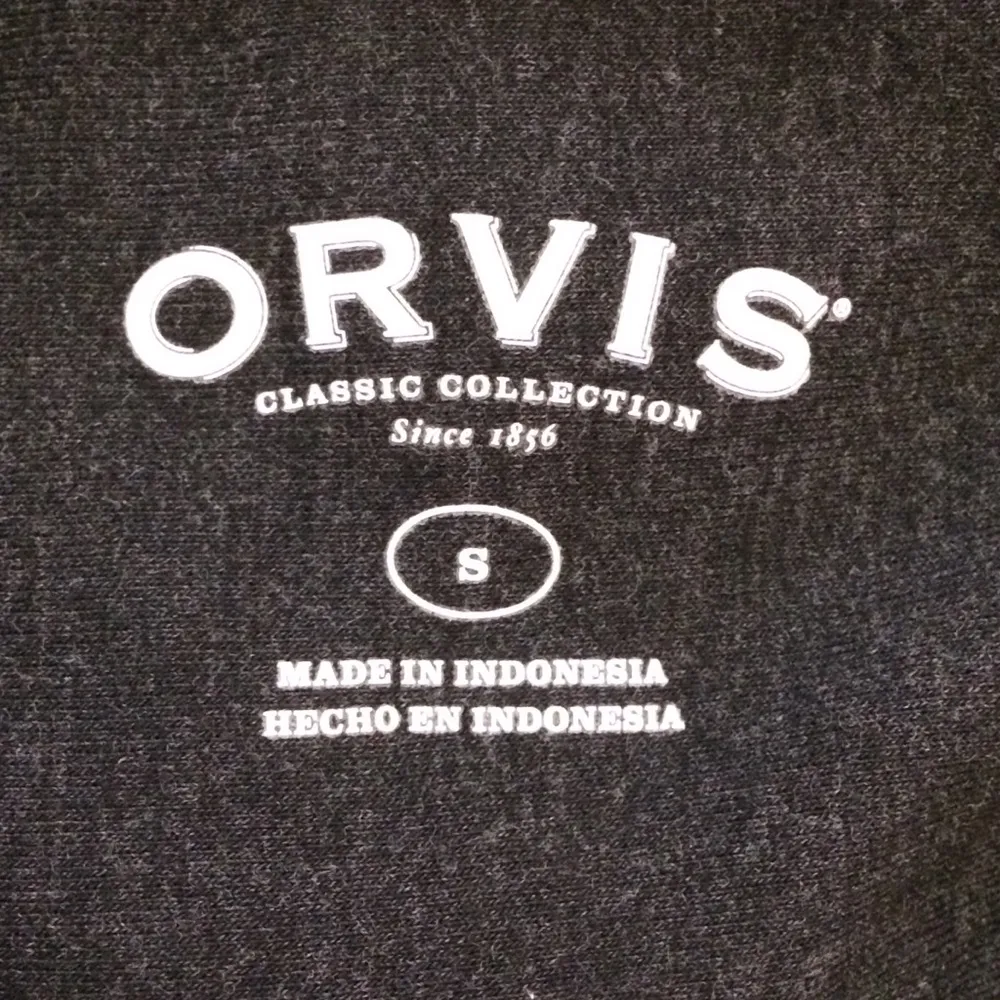 ORVIS®
CLASSIC COLLECTION
Since 1856
S
MADE IN INDONESIA
HECHO EN INDONESIA